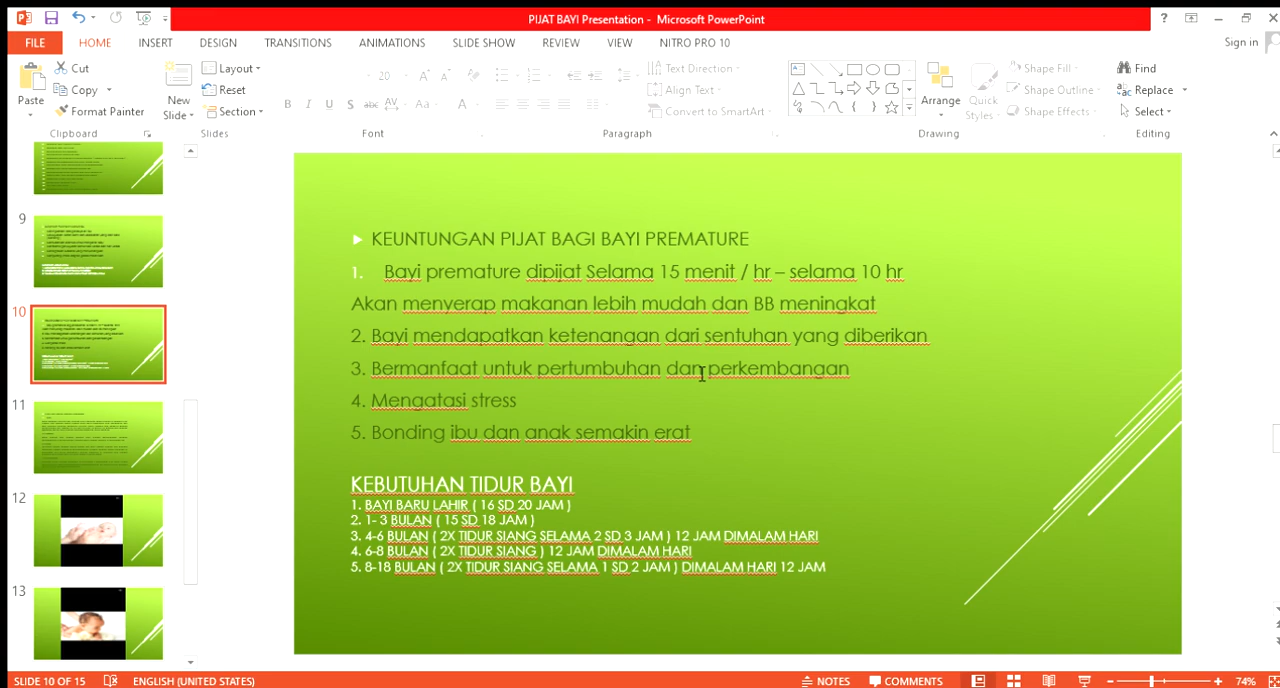 PIJAT BAYI Presentation - Microsoft PowerPoint
FILE HOME INSERT DESIGN TRANSITIONS ANIMATIONS SLIDE SHOW REVIEW VIEW NITRO PRO 10 Sign in
Paste
Cut
Copy
Format Painter
Clipboard
New Slide
Layout
Reset
Section
Slides
20
B I U S abc AV Aa A
Font
Text Direction
Align Text
Convert to SmartArt
Paragraph
Arrange
Quick Styles
Shape Fill
Shape Outline
Shape Effects
Drawing
Find
Replace
Select
Editing
9
10
11
12
13
KEUNTUNGAN PIJAT BAGI BAYI PREMATURE
1. Bayi premature dipijat Selama 15 menit / hr – selama 10 hr
Akan menyerap makanan lebih mudah dan BB meningkat
2. Bayi mendapatkan ketenangan dari sentuhan yang diberikan
3. Bermanfaat untuk pertumbuhan dan perkembangan
4. Mengatasi stress
5. Bonding ibu dan anak semakin erat
KEBUTUHAN TIDUR BAYI
1. BAYI BARU LAHIR ( 16 SD 20 JAM )
2. 1- 3 BULAN ( 15 SD 18 JAM )
3. 4-6 BULAN ( 2X TIDUR SIANG SELAMA 2 SD 3 JAM ) 12 JAM DIMALAM HARI
4. 6-8 BULAN ( 2X TIDUR SIANG ) 12 JAM DIMALAM HARI
5. 8-18 BULAN ( 2X TIDUR SIANG SELAMA 1 SD 2 JAM ) DIMALAM HARI 12 JAM
SLIDE 10 OF 15 ENGLISH (UNITED STATES) NOTES COMMENTS 74%